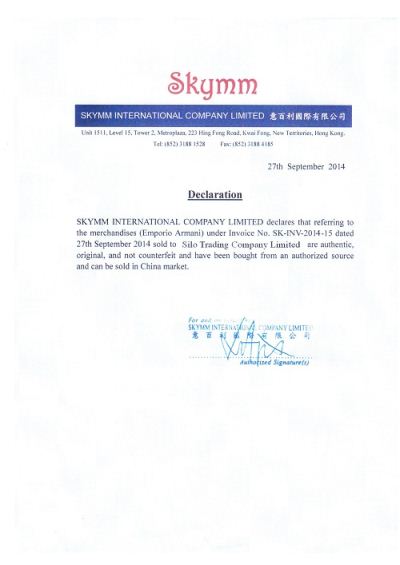 Skymm
SKYMM INTERNATIONAL COMPANY LIMITED 意百利國際有限公司
Unit 1511, Level 15, Tower 2, Metroplaza, 223 Hing Fong Road, Kwai Fong, New Territories, Hong Kong.
Tel: (852) 3188 1528 Fax: (852) 3188 4185
27th September 2014
Declaration
SKYMM INTERNATIONAL COMPANY LIMITED declares that referring to
the merchandises (Emporio Armani) under Invoice No. SK-INV-2014-15 dated
27th September 2014 sold to Silo Trading Company Limited are authentic,
original, and not counterfeit and have been bought from an authorized source
and can be sold in China market.
For and
SKYMM INTERNATIONAL COMPANY LIMITED
意百利國際有限公司
Authorized Signature(s)